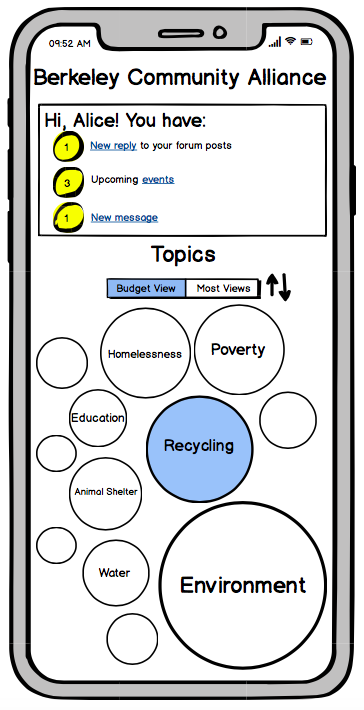 09:52 AM
Berkeley Community Alliance
Hi, Alice! You have:
1 New reply to your forum posts
3 Upcoming events
1 New message
Topics
Budget View Most Views
Homelessness
Poverty
Education
Recycling
Animal Shelter
Water
Environment